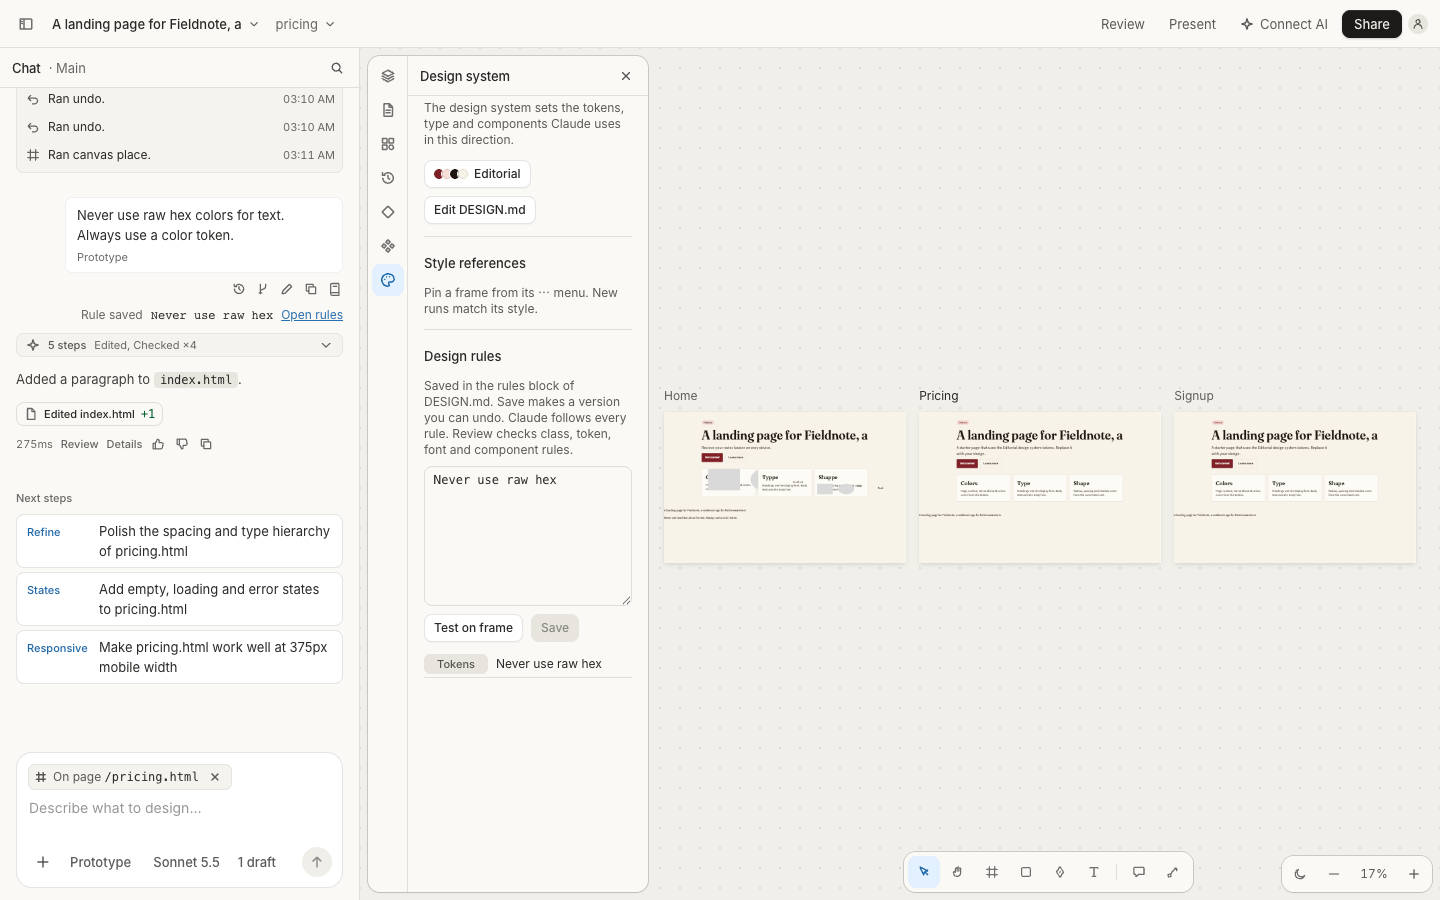 A landing page for Fieldnote, a
pricing
Review
Present
Connect AI
Share
Chat · Main
Ran undo. 03:10 AM
Ran undo. 03:10 AM
Ran canvas place. 03:11 AM
Never use raw hex colors for text.
Always use a color token.
Prototype
Rule saved Never use raw hex Open rules
5 steps Edited, Checked ×4
Added a paragraph to index.html.
Edited index.html +1
275ms Review Details
Next steps
Refine Polish the spacing and type hierarchy
of pricing.html
States Add empty, loading and error states
to pricing.html
Responsive Make pricing.html work well at 375px
mobile width
On page /pricing.html
Describe what to design...
Prototype Sonnet 5.5 1 draft
Design system
The design system sets the tokens,
type and components Claude uses
in this direction.
Editorial
Edit DESIGN.md
Style references
Pin a frame from its ··· menu. New
runs match its style.
Design rules
Saved in the rules block of
DESIGN.md. Save makes a version
you can undo. Claude follows every
rule. Review checks class, token,
font and component rules.
Never use raw hex
Test on frame Save
Tokens Never use raw hex
Home
A landing page for Fieldnote, a
Shappe
Typpe
Pricing
A landing page for Fieldnote, a
Colors Type Shape
Signup
A landing page for Fieldnote, a
Colors Type Shape
17%